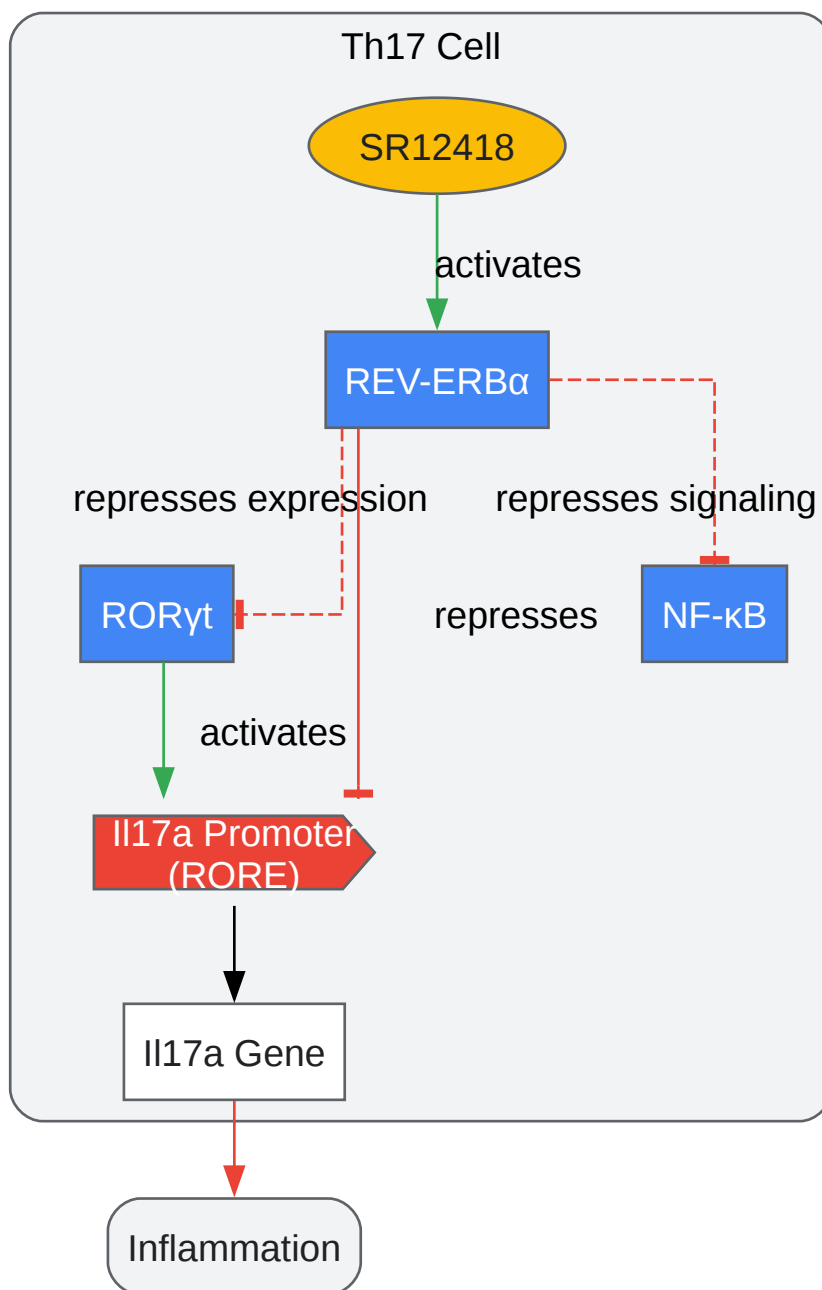 Th17 Cell
SR12418
activates
REV-ERBα
represses expression
represses signaling
RORγt
represses
NF-κB
activates
Il17a Promoter
(RORE)
Il17a Gene
Inflammation